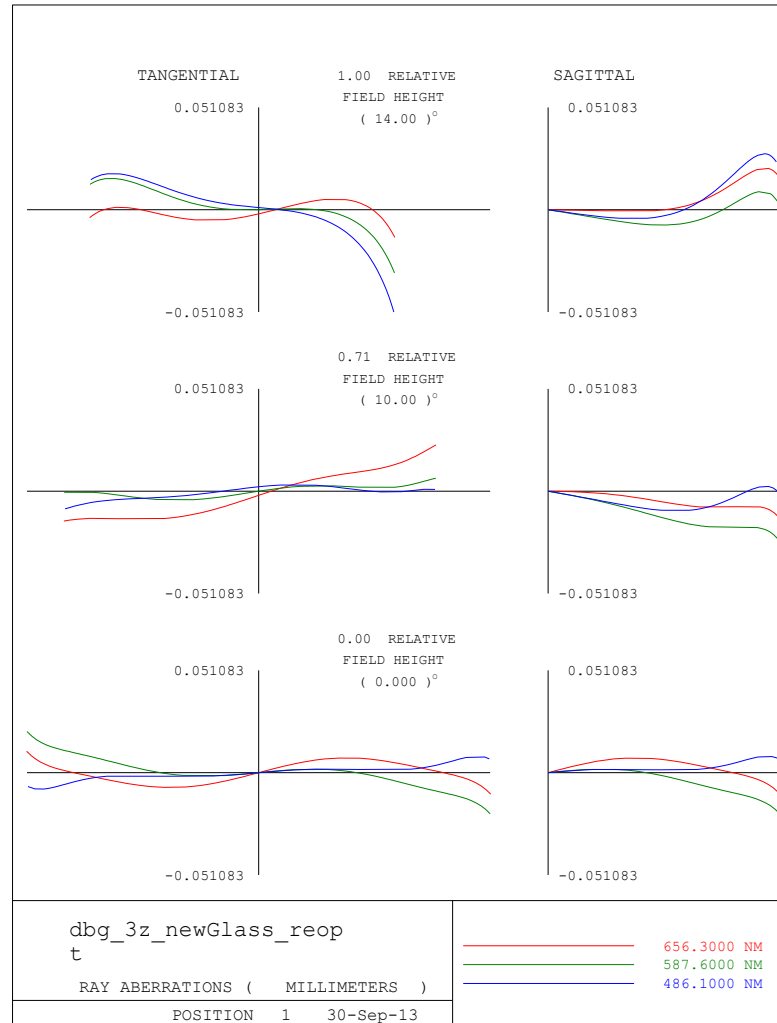 TANGENTIAL 1.00 RELATIVE SAGITTAL
FIELD HEIGHT
0.051083 ( 14.00 )° 0.051083
-0.051083 -0.051083
0.71 RELATIVE
FIELD HEIGHT
0.051083 ( 10.00 )° 0.051083
-0.051083 -0.051083
0.00 RELATIVE
FIELD HEIGHT
0.051083 ( 0.000 )° 0.051083
-0.051083 -0.051083
dbg_3z_newGlass_reop
t
RAY ABERRATIONS ( MILLIMETERS )
POSITION 1 30-Sep-13
656.3000 NM
587.6000 NM
486.1000 NM